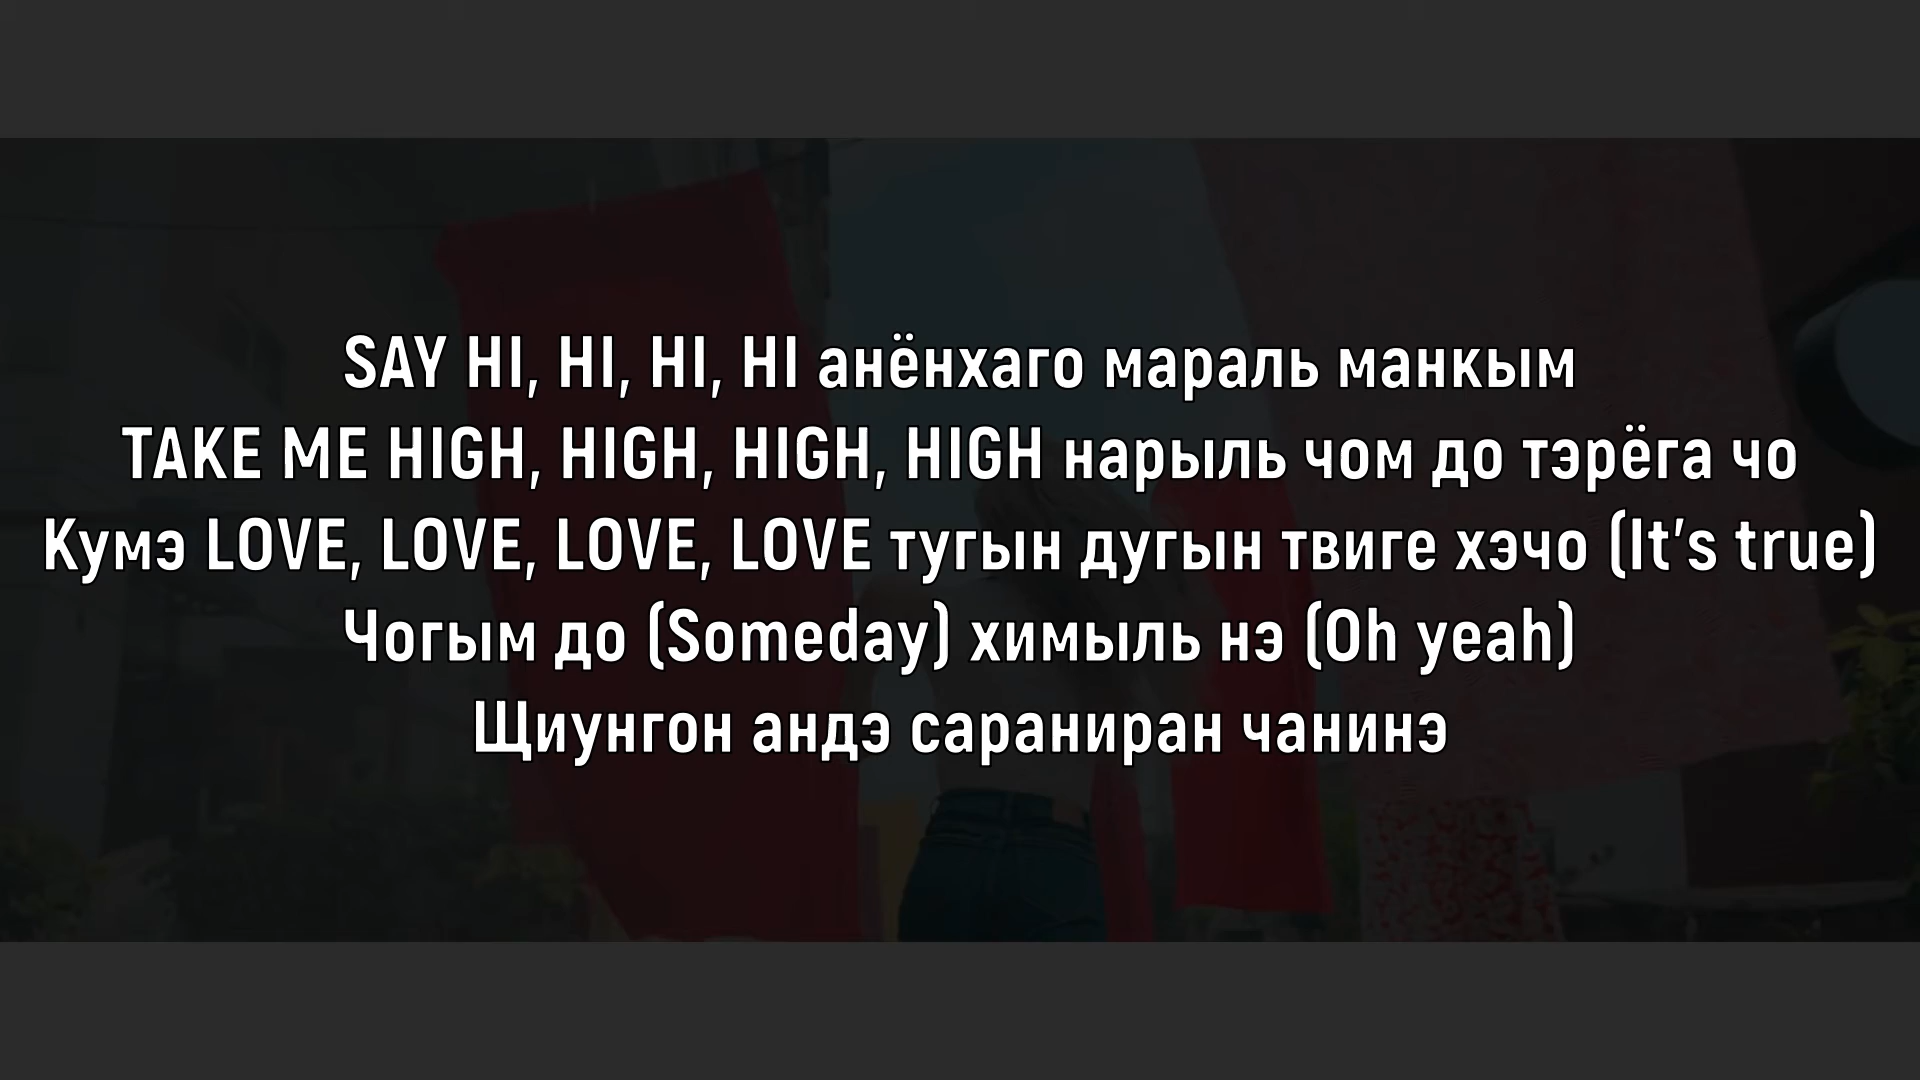 SAY HI, HI, HI, HI анёнхаго мараль манкым
TAKE ME HIGH, HIGH, HIGH, HIGH нарыль чом до тэрёга чо
Кумэ LOVE, LOVE, LOVE, LOVE тугын дугын твиге хэчо (It’s true)
Чогым до (Someday) химыль нэ (Oh yeah)
Щиунгон андэ сараниран чанинэ